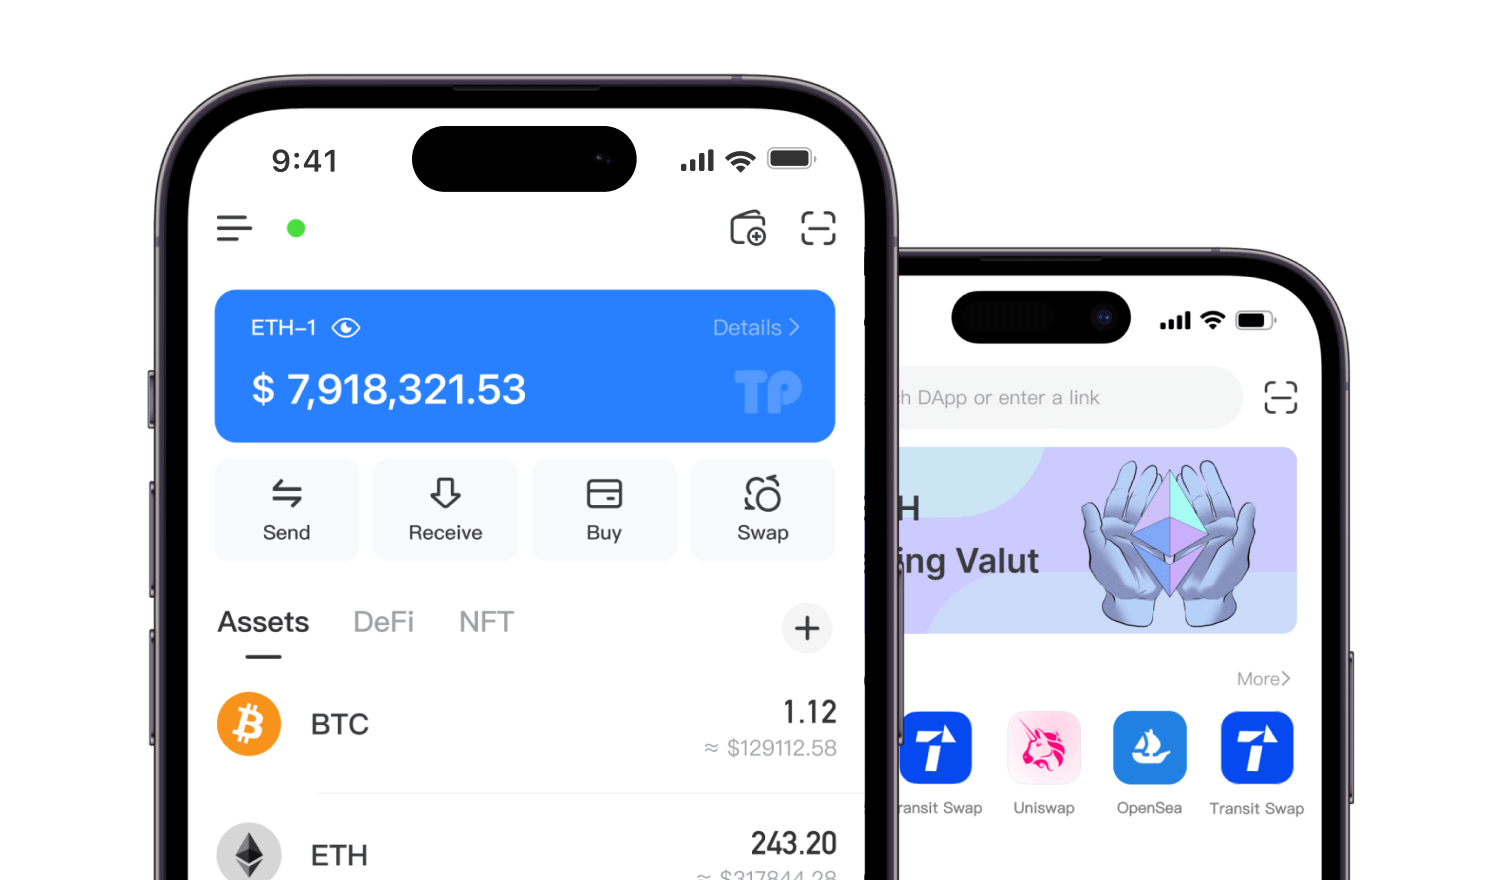 9:41
ETH-1
Details
$ 7,918,321.53
TP
Send
Receive
Buy
Swap
Assets
DeFi
NFT
BTC
1.12
≈ $129112.58
ETH
243.20
≈ $317844.28
h DApp or enter a link
H
ing Valut
More
ransit Swap
Uniswap
OpenSea
Transit Swap